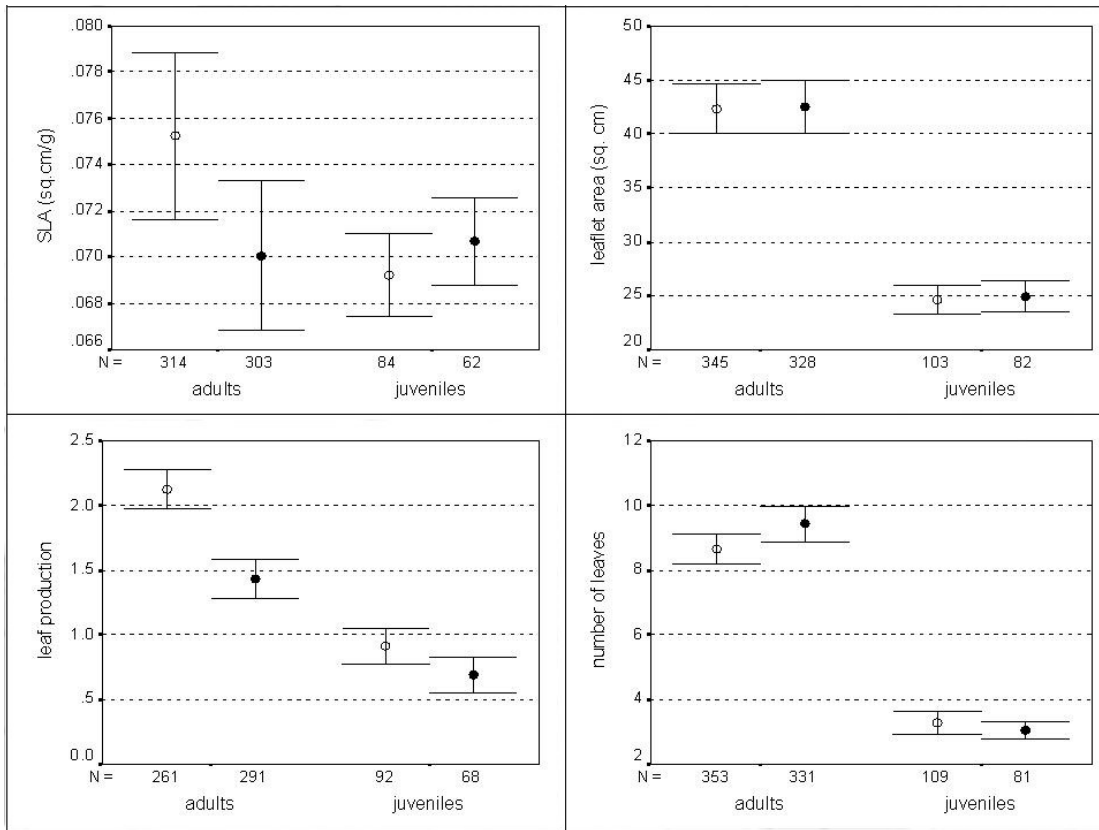 .080
.078
.076
.074
.072
.070
.068
.066
SLA (sq.cm/g)
N = 314 303 84 62
adults juveniles
50
45
40
35
30
25
20
leaflet area (sq. cm)
N = 345 328 103 82
adults juveniles
2.5
2.0
1.5
1.0
.5
0.0
leaf production
N = 261 291 92 68
adults juveniles
12
10
8
6
4
2
number of leaves
N = 353 331 109 81
adults juveniles